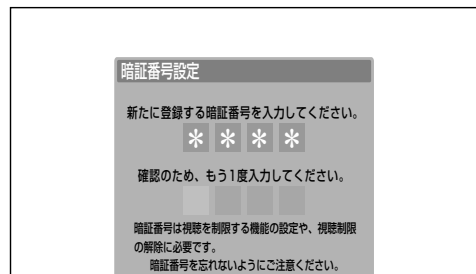 暗証番号設定
新たに登録する暗証番号を入力してください。
＊ ＊ ＊ ＊
確認のため、もう1度入力してください。
暗証番号は視聴を制限する機能の設定や、視聴制限
の解除に必要です。
暗証番号を忘れないようにご注意ください。